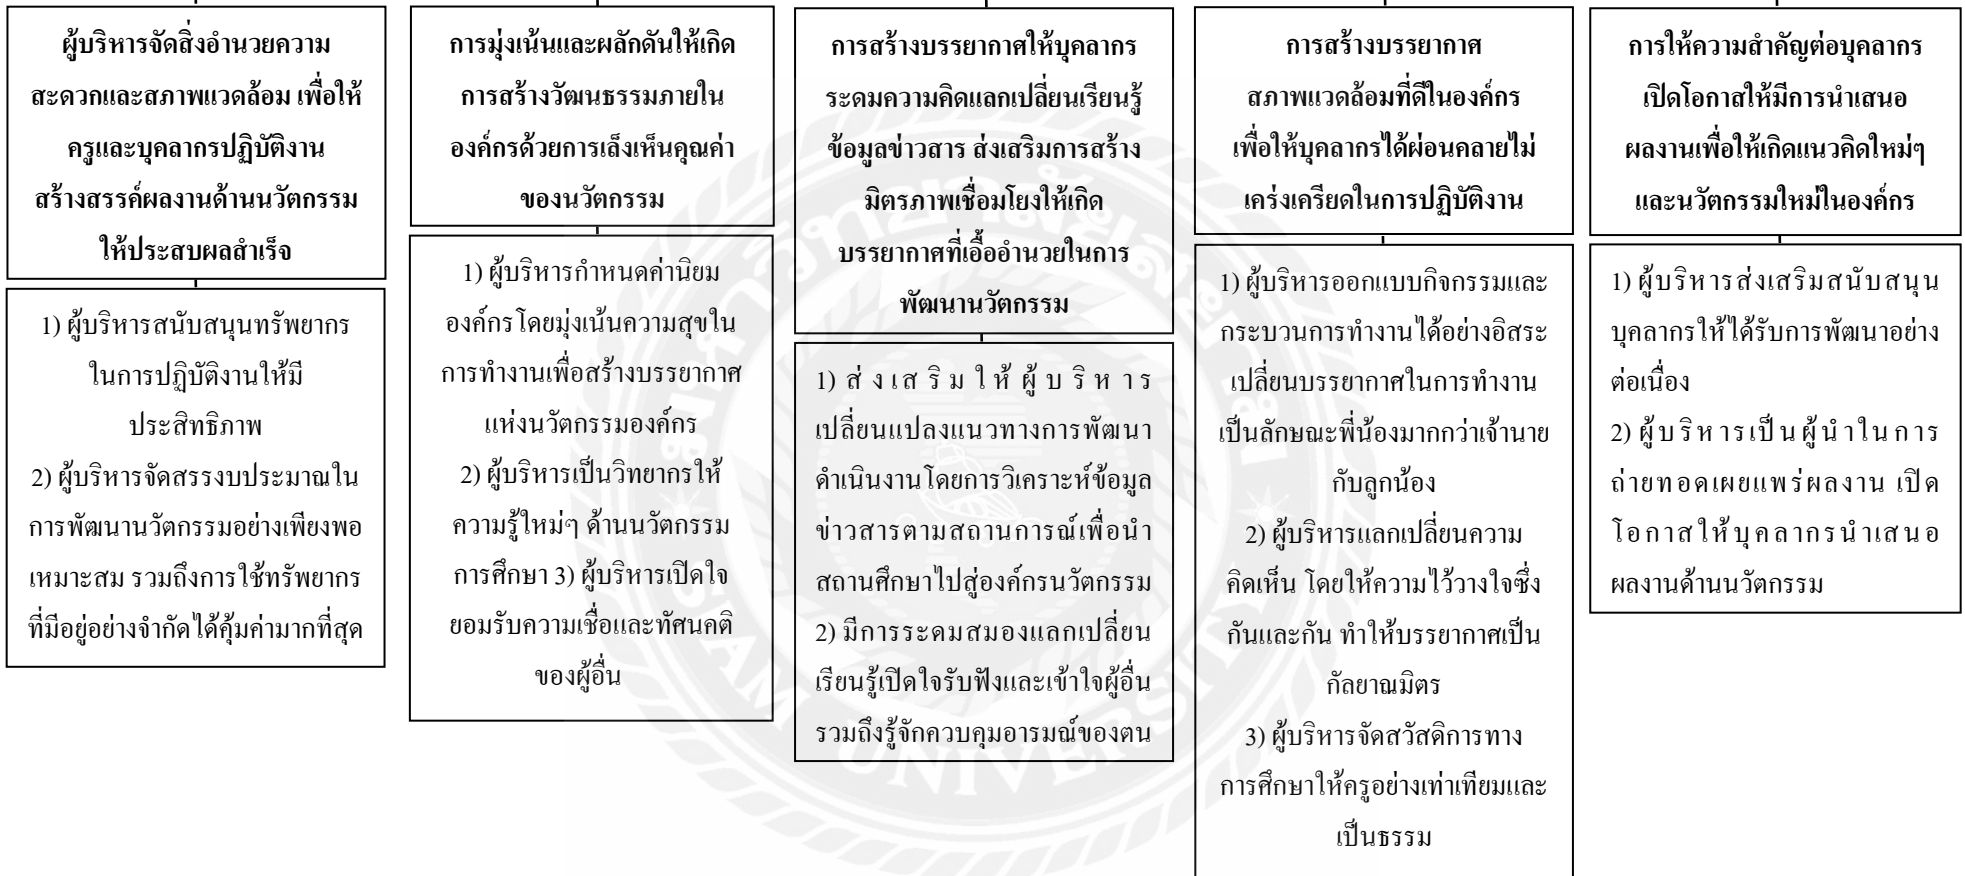 ผู้บริหารจัดสิ่งอำนวยความ
สะดวกและสภาพแวดล้อม เพื่อให้
ครูและบุคลากรปฏิบัติงาน
สร้างสรรค์ผลงานด้านนวัตกรรม
ให้ประสบผลสำเร็จ
1) ผู้บริหารสนับสนุนทรัพยากร
ในการปฏิบัติงานให้มี
ประสิทธิภาพ
2) ผู้บริหารจัดสรรงบประมาณใน
การพัฒนานวัตกรรมอย่างเพียงพอ
เหมาะสม รวมถึงการใช้ทรัพยากร
ที่มีอยู่อย่างจำกัดได้คุ้มค่ามากที่สุด
การมุ่งเน้นและผลักดันให้เกิด
การสร้างวัฒนธรรมภายใน
องค์กรด้วยการเล็งเห็นคุณค่า
ของนวัตกรรม
1) ผู้บริหารกำหนดค่านิยม
องค์กรโดยมุ่งเน้นความสุขใน
การทำงานเพื่อสร้างบรรยากาศ
แห่งนวัตกรรมองค์กร
2) ผู้บริหารเป็นวิทยากรให้
ความรู้ใหม่ๆ ด้านนวัตกรรม
การศึกษา 3) ผู้บริหารเปิดใจ
ยอมรับความเชื่อและทัศนคติ
ของผู้อื่น
การสร้างบรรยากาศให้บุคลากร
ระดมความคิดแลกเปลี่ยนเรียนรู้
ข้อมูลข่าวสาร ส่งเสริมการสร้าง
มิตรภาพเชื่อมโยงให้เกิด
บรรยากาศที่เอื้ออำนวยในการ
พัฒนานวัตกรรม
1) ส่งเสริมให้ผู้บริหาร
เปลี่ยนแปลงแนวทางการพัฒนา
ดำเนินงานโดยการวิเคราะห์ข้อมูล
ข่าวสารตามสถานการณ์เพื่อนำ
สถานศึกษาไปสู่องค์กรนวัตกรรม
2) มีการระดมสมองแลกเปลี่ยน
เรียนรู้เปิดใจรับฟังและเข้าใจผู้อื่น
รวมถึงรู้จักควบคุมอารมณ์ของตน
การสร้างบรรยากาศ
สภาพแวดล้อมที่ดีในองค์กร
เพื่อให้บุคลากรได้ผ่อนคลายไม่
เคร่งเครียดในการปฏิบัติงาน
1) ผู้บริหารออกแบบกิจกรรมและ
กระบวนการทำงานได้อย่างอิสระ
เปลี่ยนบรรยากาศในการทำงาน
เป็นลักษณะพี่น้องมากกว่าเจ้านาย
กับลูกน้อง
2) ผู้บริหารแลกเปลี่ยนความ
คิดเห็น โดยให้ความไว้วางใจซึ่ง
กันและกัน ทำให้บรรยากาศเป็น
กัลยาณมิตร
3) ผู้บริหารจัดสวัสดิการทาง
การศึกษาให้ครูอย่างเท่าเทียมและ
เป็นธรรม
การให้ความสำคัญต่อบุคลากร
เปิดโอกาสให้มีการนำเสนอ
ผลงานเพื่อให้เกิดแนวคิดใหม่ๆ
และนวัตกรรมใหม่ในองค์กร
1) ผู้บริหารส่งเสริมสนับสนุน
บุคลากรให้ได้รับการพัฒนาอย่าง
ต่อเนื่อง
2) ผู้บริหารเป็นผู้นำในการ
ถ่ายทอดเผยแพร่ผลงาน เปิด
โอกาสให้บุคลากรนำเสนอ
ผลงานด้านนวัตกรรม
มหาวิทยาลัยสยาม
SIAM UNIVERSITY